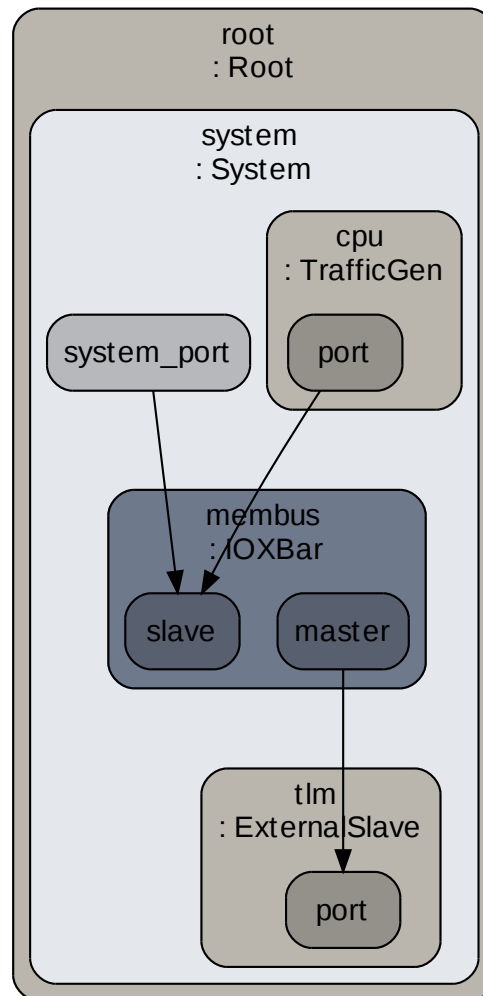 root
: Root
system
: System
cpu
: TrafficGen
system_port
port
membus
: IOXBar
slave
master
tlm
: ExternalSlave
port